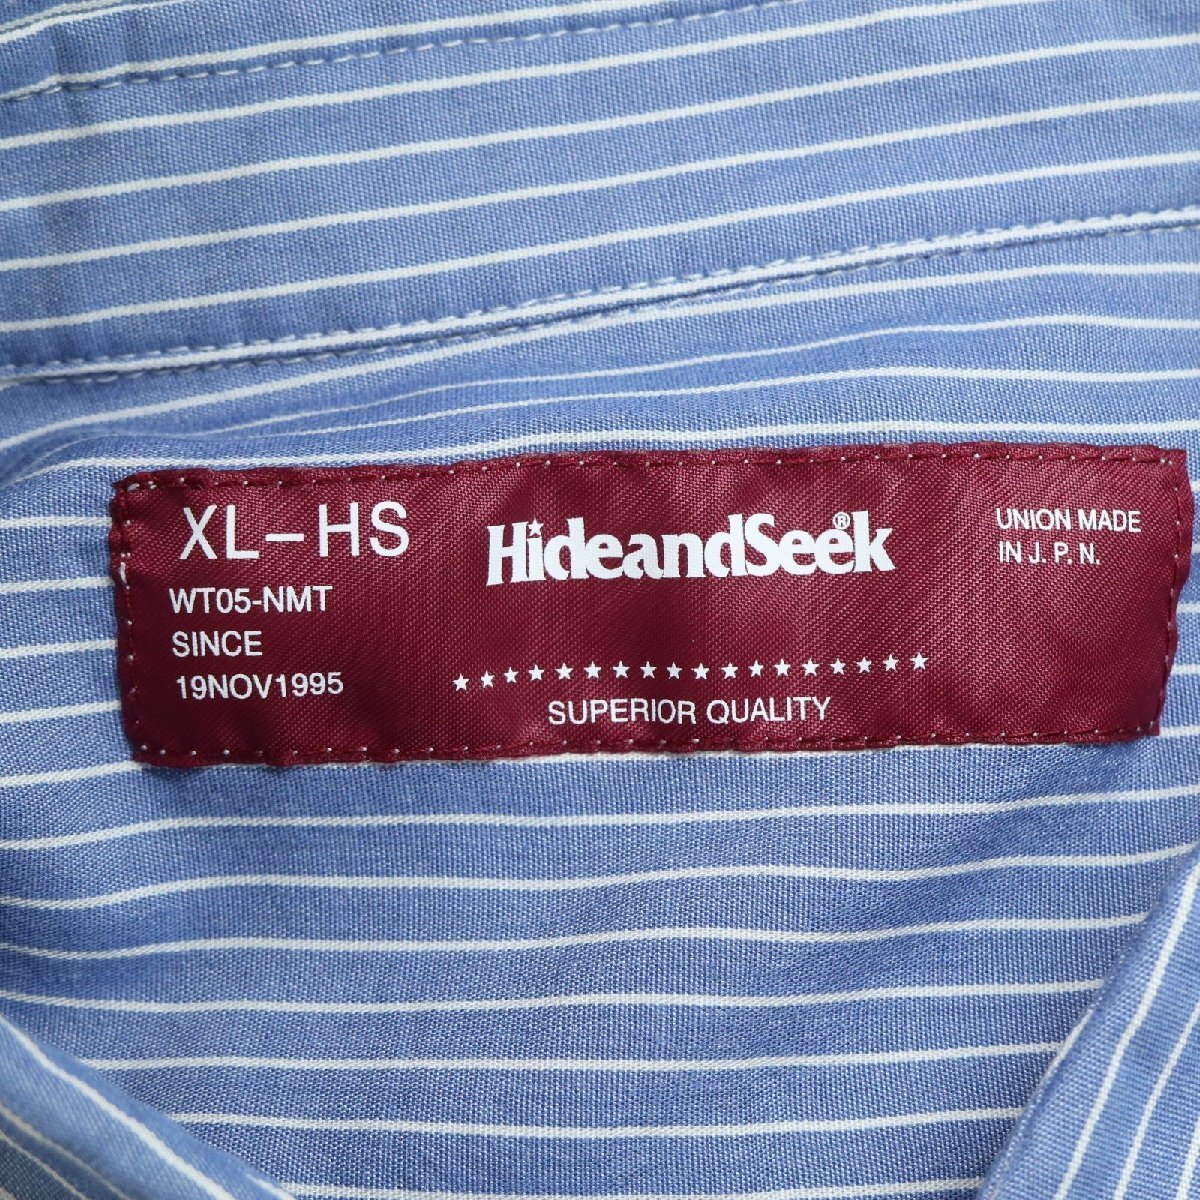 XL-HS
WT05-NMT
SINCE
19NOV1995
HideandSeek®
★★★★★★★★★★★★★★★★★★
SUPERIOR QUALITY
UNION MADE
IN J.P.N.